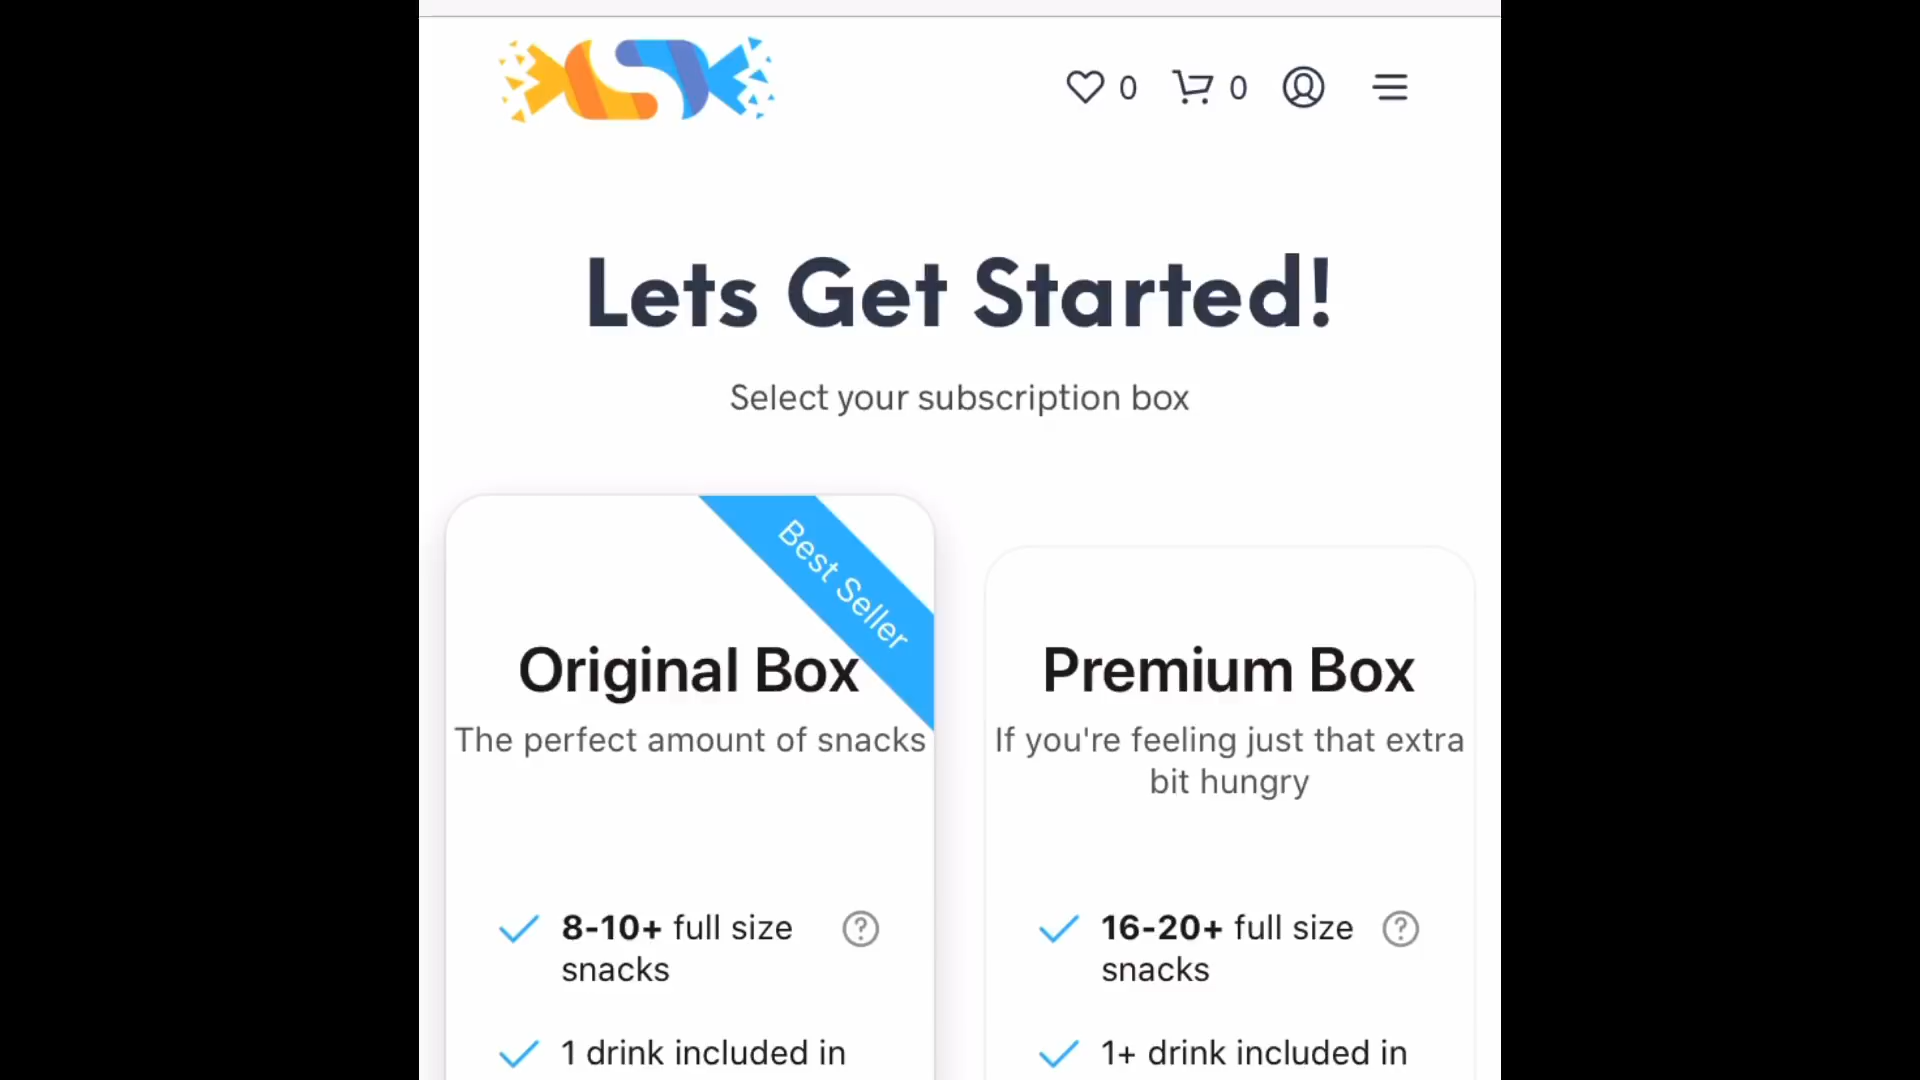 0
0
Lets Get Started!
Select your subscription box
Best Seller
Original Box
The perfect amount of snacks
8-10+ full size
snacks
1 drink included in
Premium Box
If you're feeling just that extra
bit hungry
16-20+ full size
snacks
1+ drink included in